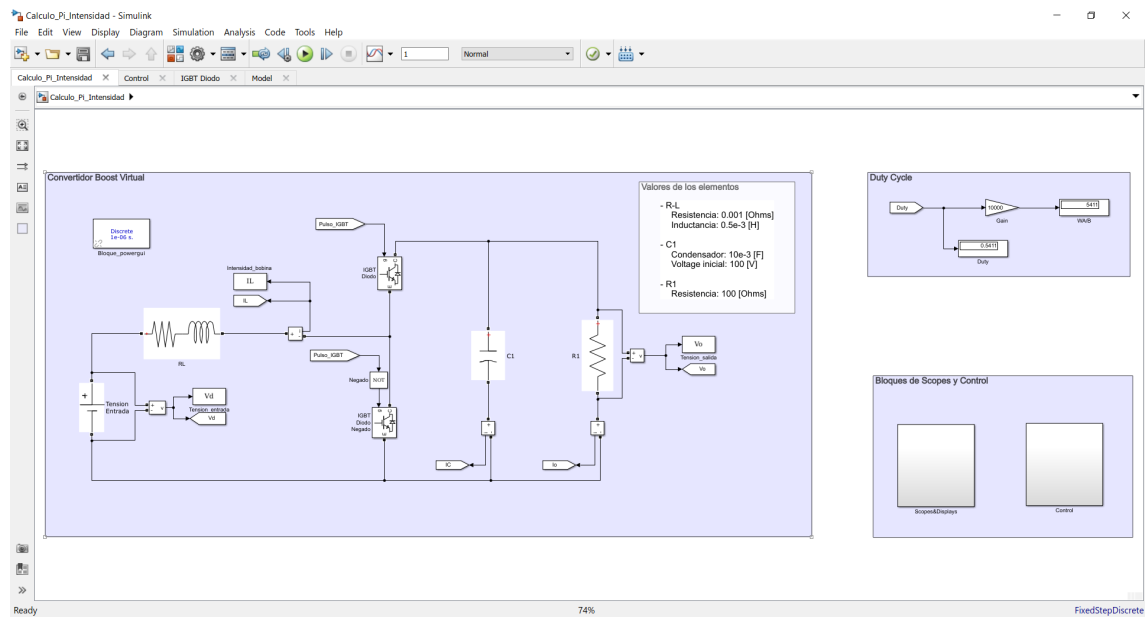 Calculo_Pi_Intensidad - Simulink
File Edit View Display Diagram Simulation Analysis Code Tools Help
1
Normal
Calculo_Pi_Intensidad Control IGBT Diodo Model
Calculo_Pi_Intensidad
Convertidor Boost Virtual
Discrete
1e-06 s.
Bloque_powergui
Pulso_IGBT
Intensidad_bobina
IL
IL
IGBT
Diodo
RL
Pulso_IGBT
Negado
NOT
IGBT
Diodo
Negado
Tension
Entrada
Vd
Tension_entrada
Vd
C1
R1
Vo
Tension_salida
Vo
IC
Io
Valores de los elementos
- R-L
Resistencia: 0.001 [Ohms]
Inductancia: 0.5e-3 [H]
- C1
Condensador: 10e-3 [F]
Voltage inicial: 100 [V]
- R1
Resistencia: 100 [Ohms]
Duty Cycle
Duty
10000
Gain
5411
WA/B
0.5411
Duty
Bloques de Scopes y Control
Scopes&Displays
Control
Ready
74%
FixedStepDiscrete